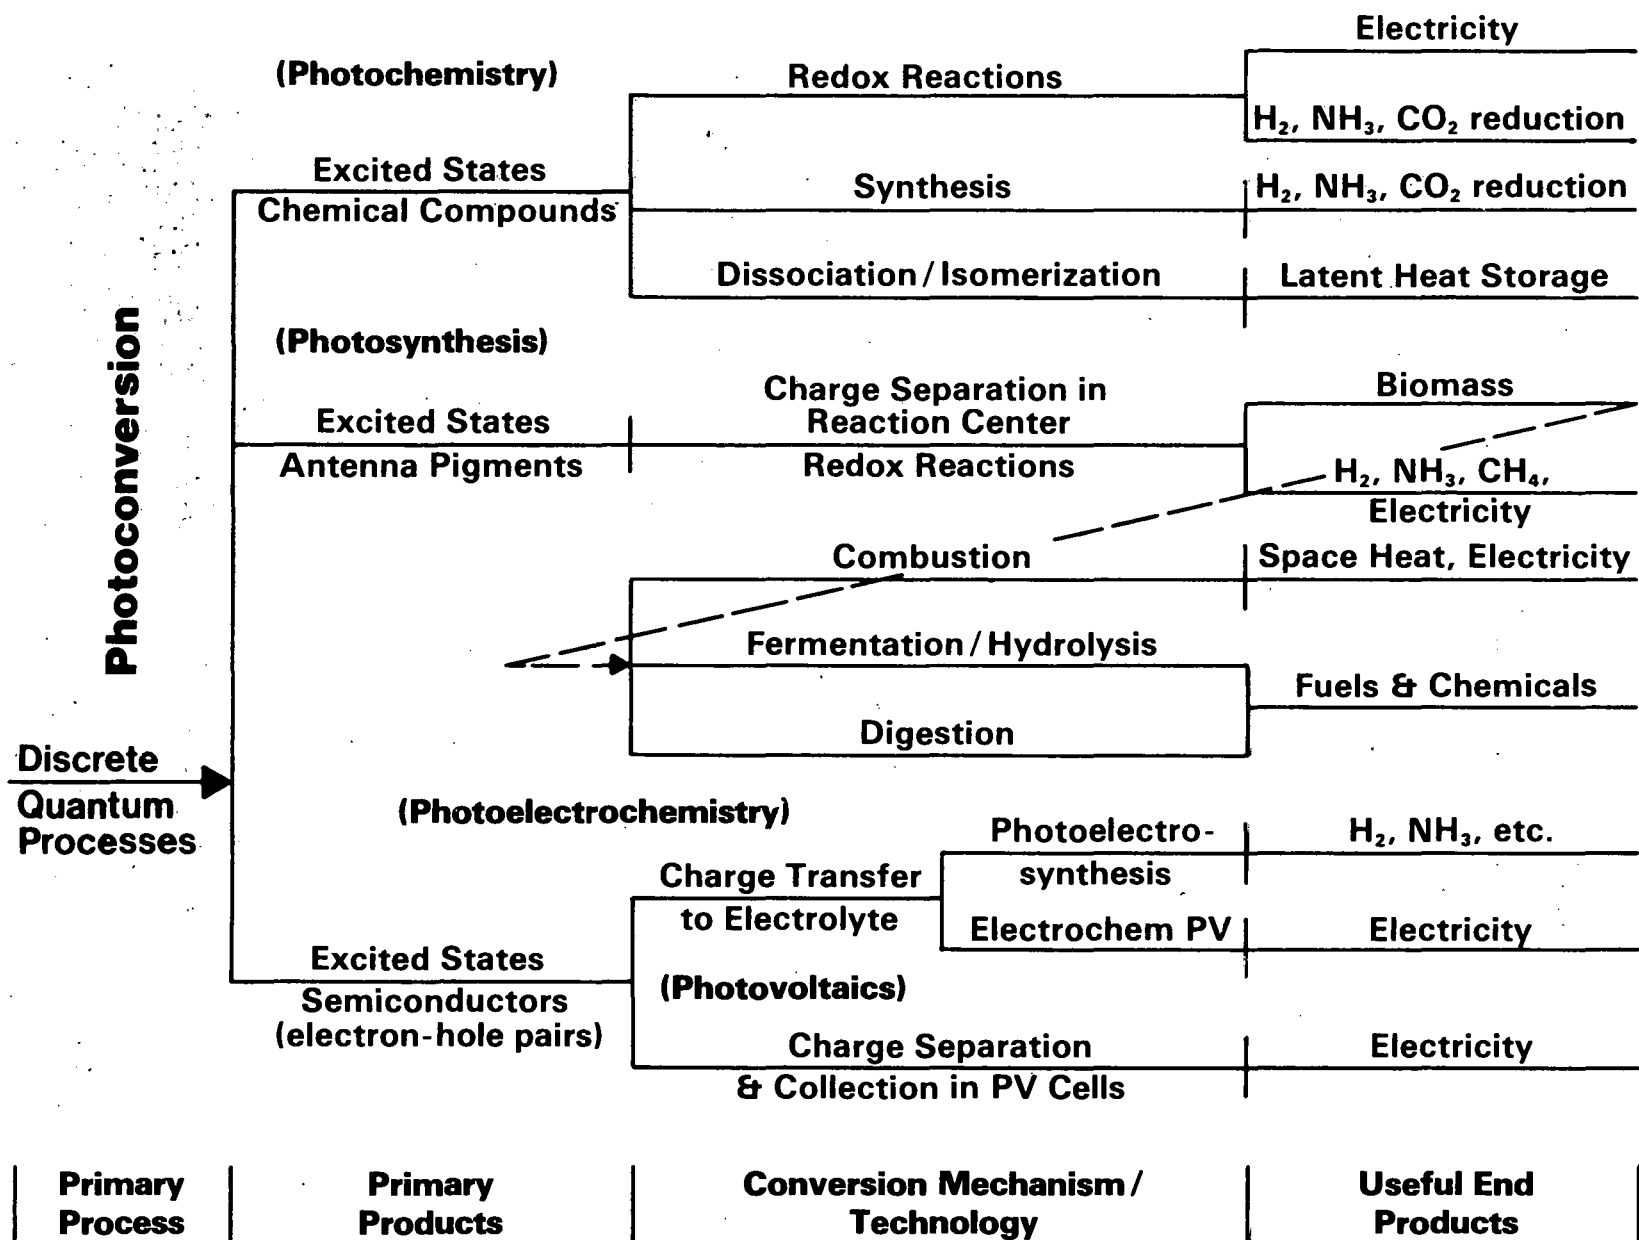 Electricity
(Photochemistry)
Redox Reactions
H₂, NH₃, CO₂ reduction
Excited States
Chemical Compounds
Synthesis
H₂, NH₃, CO₂ reduction
Dissociation/Isomerization
Latent Heat Storage
Photoconversion
(Photosynthesis)
Charge Separation in
Reaction Center
Biomass
Excited States
Antenna Pigments
Redox Reactions
H₂, NH₃, CH₄,
Electricity
Combustion
Space Heat, Electricity
Fermentation/Hydrolysis
Fuels & Chemicals
Digestion
Discrete
Quantum
Processes
(Photoelectrochemistry)
Photoelectro-
synthesis
H₂, NH₃, etc.
Charge Transfer
to Electrolyte
Electrochem PV
Electricity
Excited States
Semiconductors
(electron-hole pairs)
(Photovoltaics)
Charge Separation
& Collection in PV Cells
Electricity
Primary
Process
Primary
Products
Conversion Mechanism/
Technology
Useful End
Products